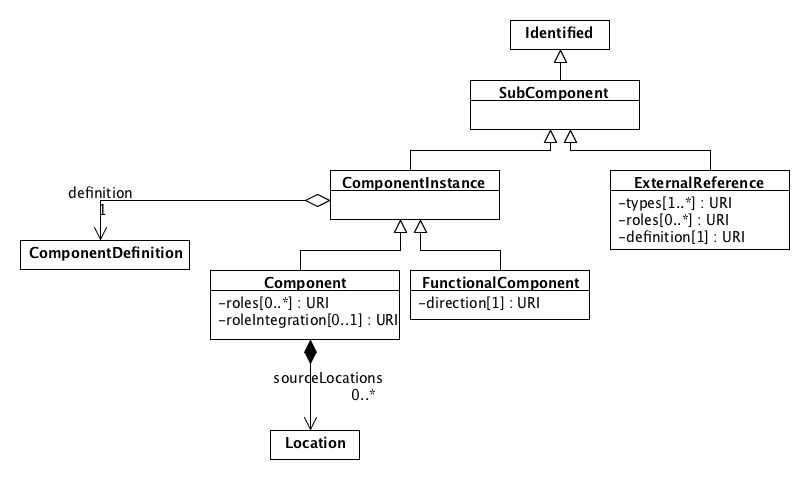 Identified
SubComponent
ComponentInstance
ExternalReference
-types[1..*] : URI
-roles[0..*] : URI
-definition[1] : URI
definition
1
ComponentDefinition
Component
-roles[0..*] : URI
-roleIntegration[0..1] : URI
FunctionalComponent
-direction[1] : URI
sourceLocations
0..*
Location